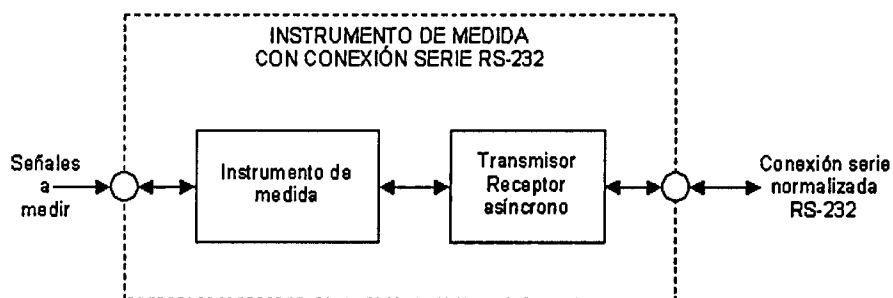 INSTRUMENTO DE MEDIDA
CON CONEXIÓN SERIE RS-232
Señales
a
medir
Instrumento de
medida
Transmisor
Receptor
asíncrono
Conexión serie
normalizada
RS-232